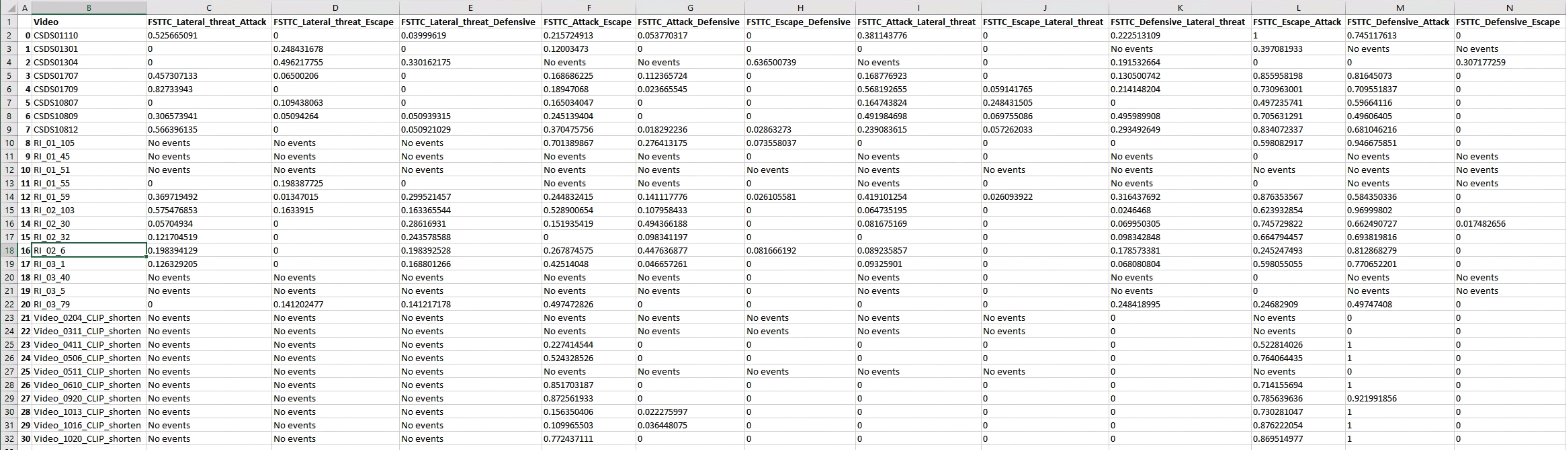 A B C D E F G H I J K L M N
1 Video FSTTC_Lateral_threat_Attack FSTTC_Lateral_threat_Escape FSTTC_Lateral_threat_Defensive FSTTC_Attack_Escape FSTTC_Attack_Defensive FSTTC_Escape_Defensive FSTTC_Attack_Lateral_threat FSTTC_Escape_Lateral_threat FSTTC_Defensive_Lateral_threat FSTTC_Escape_Attack FSTTC_Defensive_Attack FSTTC_Defensive_Escape
2 0 CSDS01110 0.525665091 0 0.03999619 0.215724913 0.053770317 0 0.381143776 0 0.222513109 1 0.745117613 0
3 1 CSDS01301 0 0.248431678 0 0.12003473 0 0 0 0 No events 0.397081933 No events No events
4 2 CSDS01304 0 0.496217755 0.330162175 No events No events 0.636500739 No events 0 0.191532664 0 0 0.307177259
5 3 CSDS01707 0.457307133 0.06500206 0 0.168686225 0.112365724 0 0.168776923 0 0.130500742 0.855958198 0.81645073 0
6 4 CSDS01709 0.82733943 0 0 0.18947068 0.023665545 0 0.568192655 0.059141765 0.214148204 0.730963001 0.709551837 0
7 5 CSDS10807 0 0.109438063 0 0.165034047 0 0 0.164743824 0.248431505 0 0.497235741 0.59664116 0
8 6 CSDS10809 0.306573941 0.05094264 0.050939315 0.245139404 0 0 0.491984698 0.069755086 0.495989908 0.705631291 0.49606405 0
9 7 CSDS10812 0.566396135 0 0.050921029 0.370475756 0.018292236 0.02863273 0.239083615 0.057262033 0.293492649 0.834072337 0.681046216 0
10 8 RI_01_105 No events No events No events 0.701389867 0.276413175 0.073558037 0 0 0 0.598082917 0.946675851 0
11 9 RI_01_45 No events No events No events No events No events 0 No events 0 No events 0 No events No events
12 10 RI_01_51 No events No events No events No events No events No events No events No events No events No events No events No events
13 11 RI_01_55 0 0.198387725 0 No events No events 0 No events 0 No events 0 No events No events
14 12 RI_01_59 0.369719492 0.01347015 0.299521457 0.244832415 0.141117776 0.026105581 0.419101254 0.026093922 0.316437692 0.876353567 0.584350336 0
15 13 RI_02_103 0.575476853 0.1633915 0.163365544 0.528900654 0.107958433 0 0.064735195 0 0.0246468 0.623932854 0.96999802 0
16 14 RI_02_30 0.05704934 0 0.28616931 0.151935419 0.494366188 0 0.081675169 0 0.069950305 0.745729822 0.662490727 0.017482656
17 15 RI_02_32 0.121704519 0 0.243578588 0 0.098341197 0 0 0 0.098342848 0.664794457 0.693819816 0
18 16 RI_02_6 0.198394129 0 0.198392528 0.267874575 0.447636877 0.081666192 0.089235857 0 0.178573381 0.245247493 0.812868279 0
19 17 RI_03_1 0.126329205 0 0.168801266 0.42514048 0.046657261 0 0.09325901 0 0.068080804 0.598055055 0.770652201 0
20 18 RI_03_40 No events No events No events No events No events 0 No events 0 No events 0 No events No events
21 19 RI_03_5 No events No events No events No events No events 0 No events 0 No events 0 No events No events
22 20 RI_03_79 0 0.141202477 0.141217178 0.497472826 0 0 0 0 0.248418995 0.24682909 0.49747408 0
23 21 Video_0204_CLIP_shorten No events No events No events No events No events No events No events No events 0 No events 0 0
24 22 Video_0311_CLIP_shorten No events No events No events No events No events No events No events No events 0 No events 0 0
25 23 Video_0411_CLIP_shorten No events No events No events 0.227414544 0 0 0 0 0 0.522814026 1 0
26 24 Video_0506_CLIP_shorten No events No events No events 0.524328526 0 0 0 0 0 0.764064435 1 0
27 25 Video_0511_CLIP_shorten No events No events No events No events No events No events No events No events 0 No events 0 0
28 26 Video_0610_CLIP_shorten No events No events No events 0.851703187 0 0 0 0 0 0.714155694 1 0
29 27 Video_0920_CLIP_shorten No events No events No events 0.872561933 0 0 0 0 0 0.785639636 0.921991856 0
30 28 Video_1013_CLIP_shorten No events No events No events 0.156350406 0.022275997 0 0 0 0 0.730281047 1 0
31 29 Video_1016_CLIP_shorten No events No events No events 0.109965503 0.036448075 0 0 0 0 0.876222054 1 0
32 30 Video_1020_CLIP_shorten No events No events No events 0.772437111 0 0 0 0 0 0.869514977 1 0